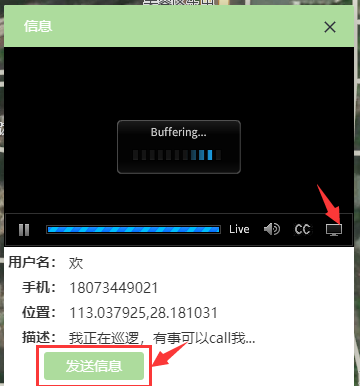 信息
Buffering...
Live CC
用户名： 欢
手机： 18073449021
位置： 113.037925,28.181031
描述： 我正在巡逻，有事可以call我...
发送信息